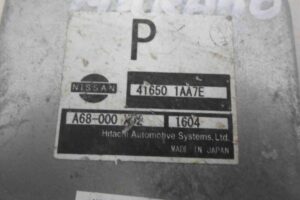 P
NISSAN
41650 1AA7E
A68-000
1604
Hitachi Automotive Systems, Ltd.
MADE IN JAPAN